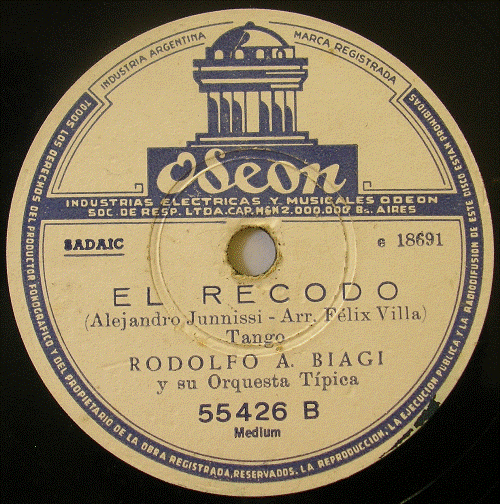 INDUSTRIA ARGENTINA
MARCA REGISTRADA
Odeon
INDUSTRIAS ELECTRICAS Y MUSICALES ODEON
SOC. DE RESP. LTDA. CAP. M$N 2.000.000 Bs. AIRES
SADAIC
e 18691
EL RECODO
(Alejandro Junnissi - Arr. Félix Villa)
Tango
RODOLFO A. BIAGI
y su Orquesta Típica
55426 B
Medium
TODOS LOS DERECHOS DEL PRODUCTOR FONOGRAFICO Y DEL PROPIETARIO DE LA OBRA REGISTRADA, RESERVADOS. LA REPRODUCCION, LA EJECUCION PUBLICA Y LA RADIODIFUSION DE ESTE DISCO ESTAN PROHIBIDAS